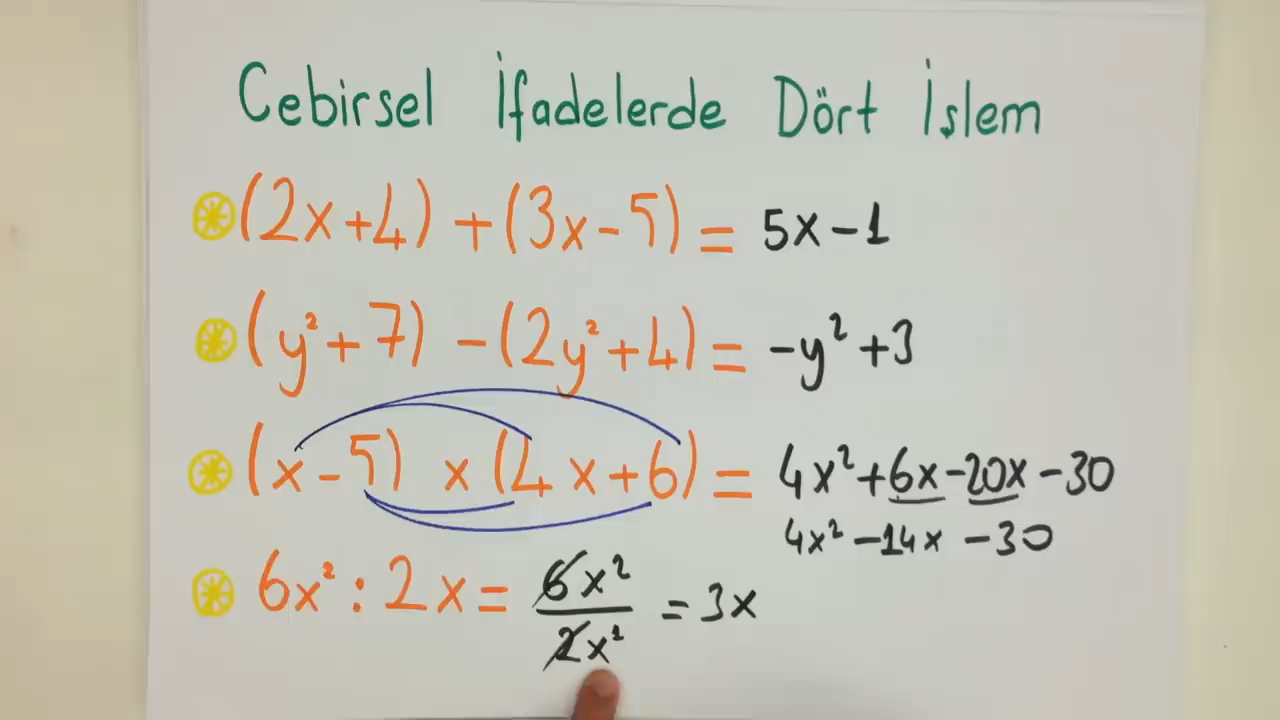 Cebirsel İfadelerde Dört İşlem
(2x+4) + (3x-5) = 5x-1
(y²+7) - (2y²+4) = -y²+3
(x-5) x (4x+6) = 4x²+6x-20x-30
4x²-14x-30
6x² : 2x = 6x²/2x¹ = 3x